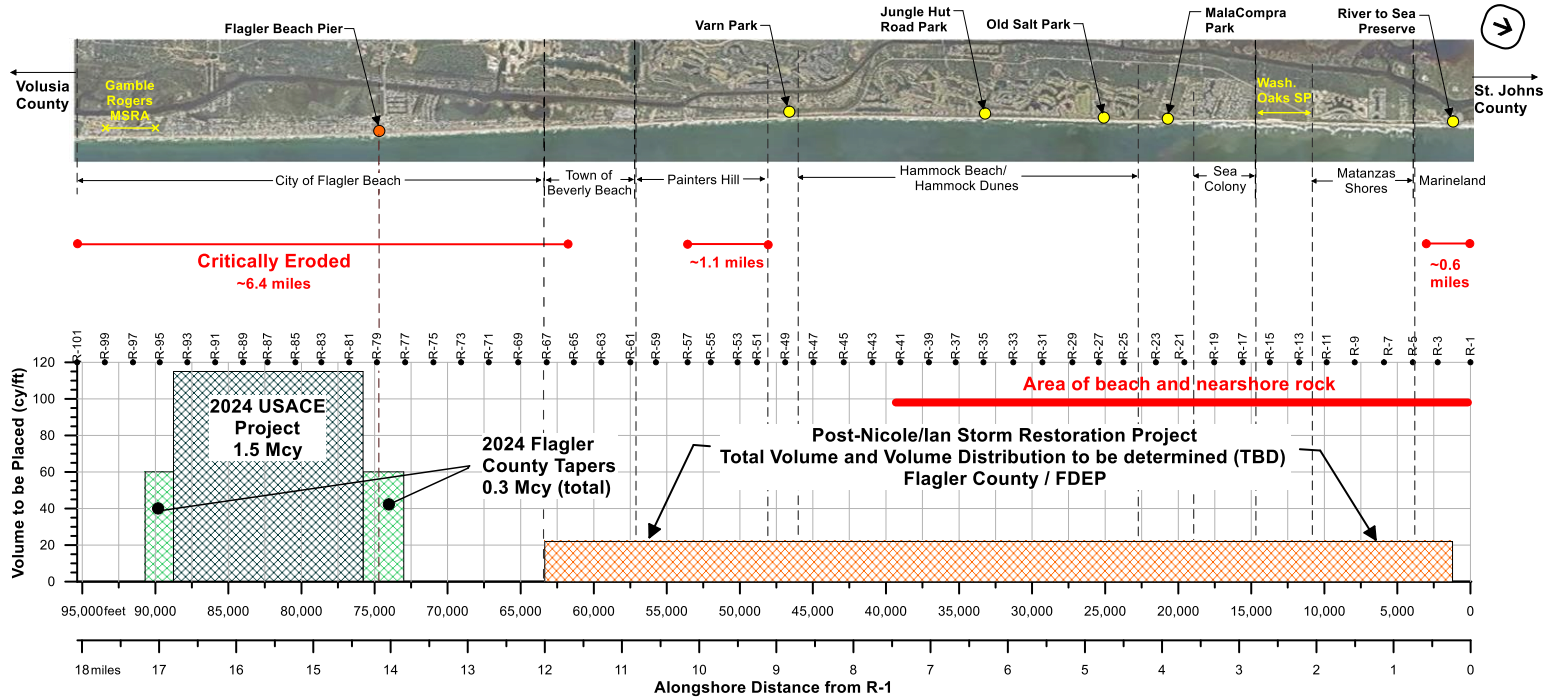 Flagler Beach Pier
Varn Park
Jungle Hut
Road Park
Old Salt Park
MalaCompra
Park
River to Sea
Preserve
Volusia
County
Gamble
Rogers
MSRA
Wash.
Oaks SP
St. Johns
County
City of Flagler Beach
Town of
Beverly Beach
Painters Hill
Hammock Beach/
Hammock Dunes
Sea
Colony
Matanzas
Shores
Marineland
Critically Eroded
~6.4 miles
~1.1 miles
~0.6
miles
R-101 R-99 R-97 R-95 R-93 R-91 R-89 R-87 R-85 R-83 R-81 R-79 R-77 R-75 R-73 R-71 R-69 R-67 R-65 R-63 R-61 R-59 R-57 R-55 R-53 R-51 R-49 R-47 R-45 R-43 R-41 R-39 R-37 R-35 R-33 R-31 R-29 R-27 R-25 R-23 R-21 R-19 R-17 R-15 R-13 R-11 R-9 R-7 R-5 R-3 R-1
Volume to be Placed (cy/ft)
120
100
80
60
40
20
0
Area of beach and nearshore rock
2024 USACE
Project
1.5 Mcy
2024 Flagler
County Tapers
0.3 Mcy (total)
Post-Nicole/Ian Storm Restoration Project
Total Volume and Volume Distribution to be determined (TBD)
Flagler County / FDEP
95,000feet 90,000 85,000 80,000 75,000 70,000 65,000 60,000 55,000 50,000 45,000 40,000 35,000 30,000 25,000 20,000 15,000 10,000 5,000 0
18miles 17 16 15 14 13 12 11 10 9 8 7 6 5 4 3 2 1 0
Alongshore Distance from R-1